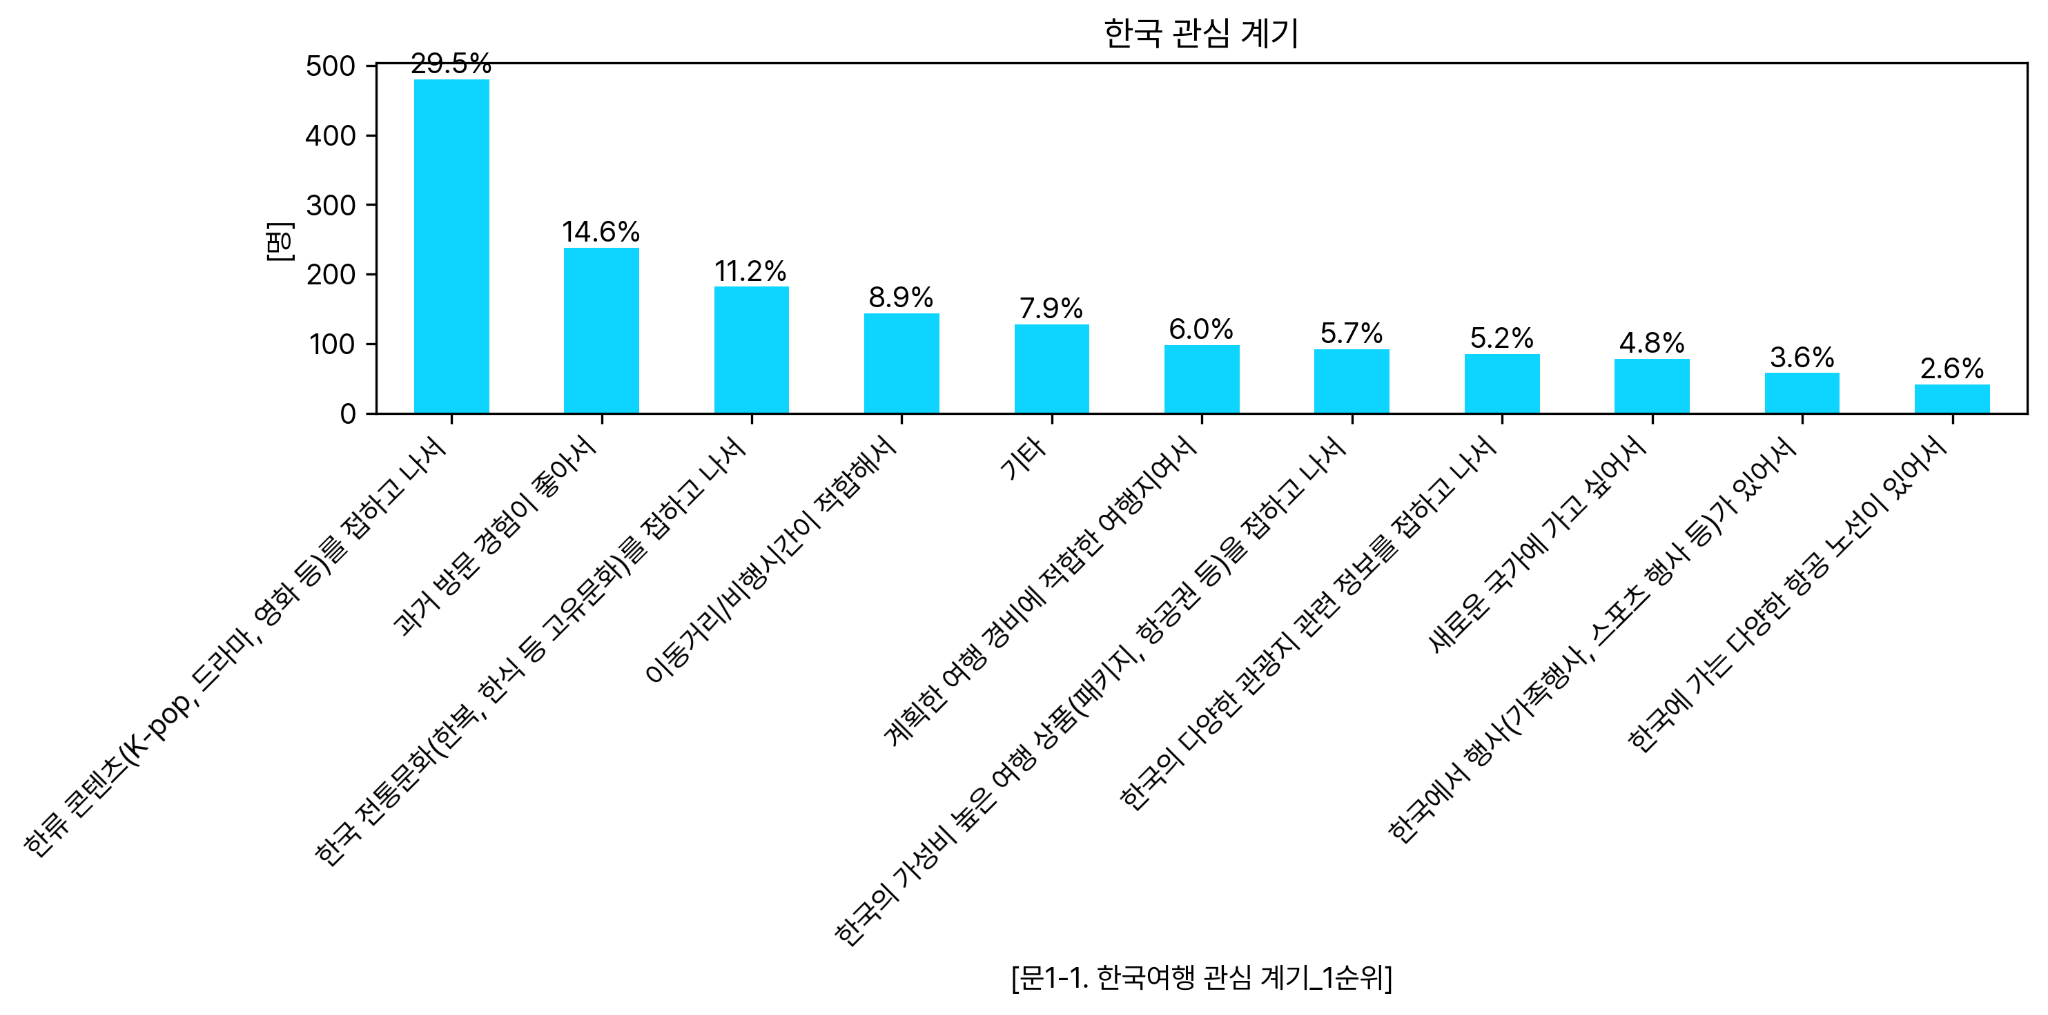 한국 관심 계기
500
400
300
200
100
0
[명]
29.5%
14.6%
11.2%
8.9%
7.9%
6.0%
5.7%
5.2%
4.8%
3.6%
2.6%
한류 콘텐츠(K-pop, 드라마, 영화 등)를 접하고 나서
과거 방문 경험이 좋아서
한국 전통문화(한복, 한식 등 고유문화)를 접하고 나서
이동거리/비행시간이 적합해서
기타
계획한 여행 경비에 적합한 여행지여서
한국의 가성비 높은 여행 상품(패키지, 항공권 등)을 접하고 나서
한국의 다양한 관광지 관련 정보를 접하고 나서
새로운 국가에 가고 싶어서
한국에서 행사(가족행사, 스포츠 행사 등)가 있어서
한국에 가는 다양한 항공 노선이 있어서
[문1-1. 한국여행 관심 계기_1순위]